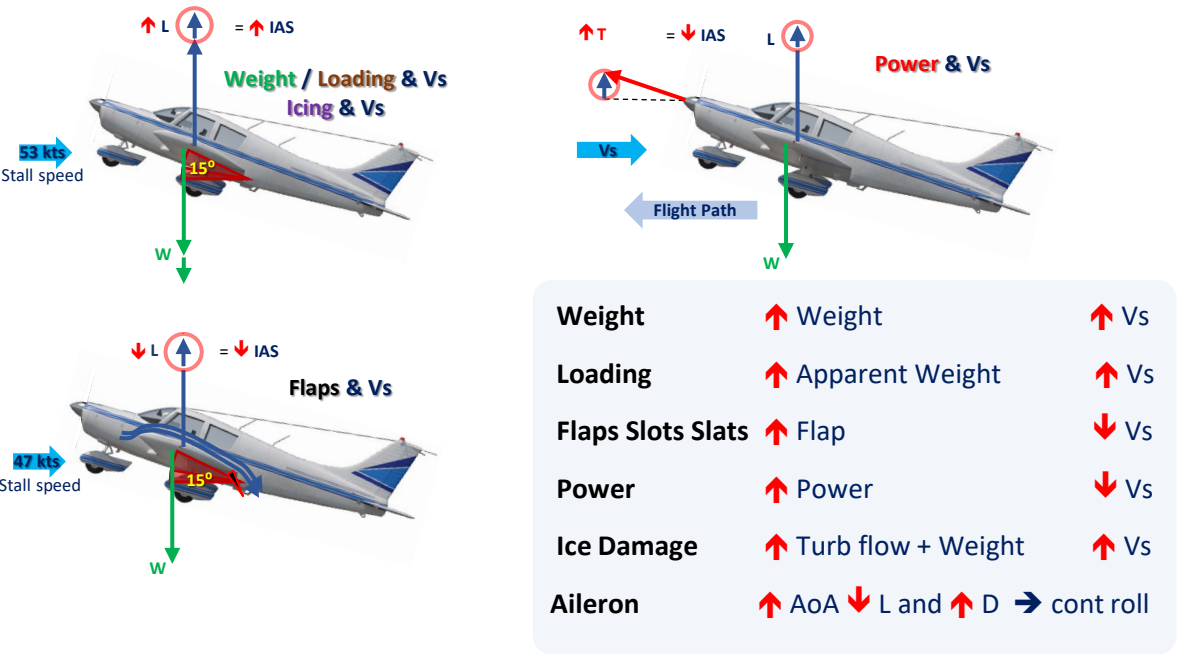 ↑ L = ↑ IAS
Weight / Loading & Vs
Icing & Vs
53 kts
Stall speed
15⁰
W
↑ T = ↓ IAS
L
Power & Vs
Vs
Flight Path
W
↓ L = ↓ IAS
Flaps & Vs
47 kts
Stall speed
15⁰
W
Weight ↑ Weight ↑ Vs
Loading ↑ Apparent Weight ↑ Vs
Flaps Slots Slats ↑ Flap ↓ Vs
Power ↑ Power ↓ Vs
Ice Damage ↑ Turb flow + Weight ↑ Vs
Aileron ↑ AoA ↓ L and ↑ D → cont roll